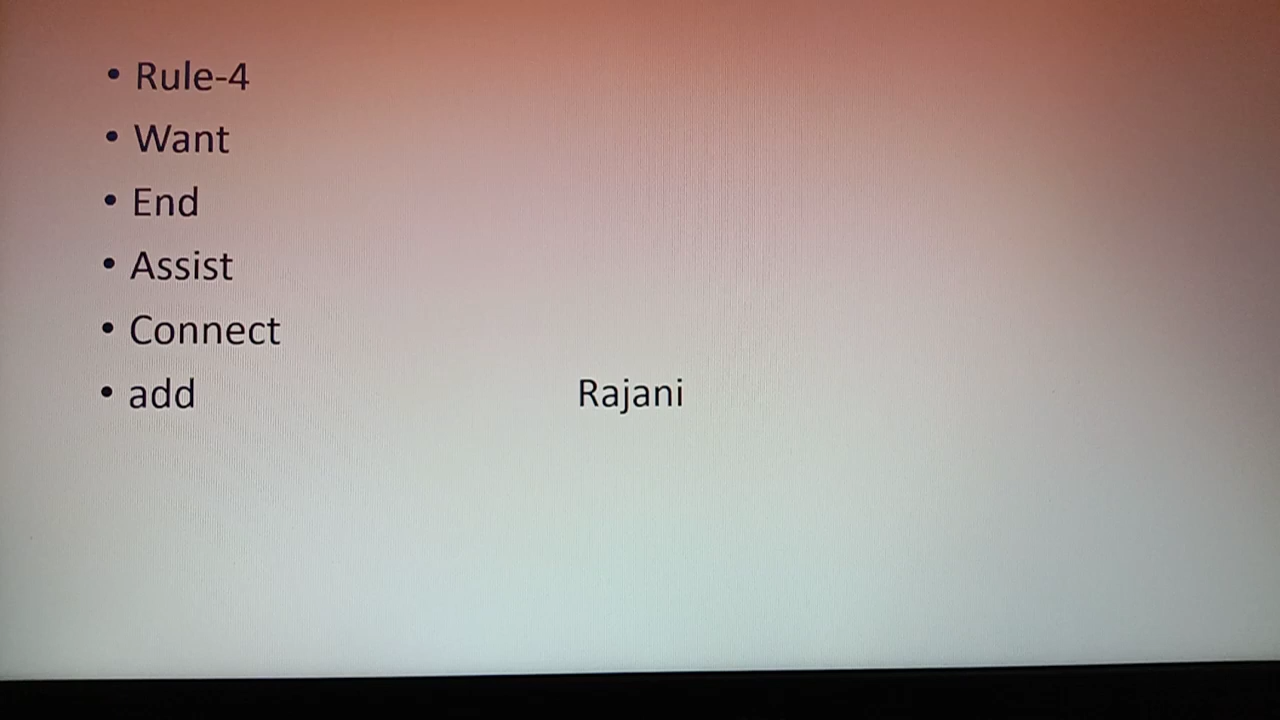 • Rule-4
• Want
• End
• Assist
• Connect
• add Rajani